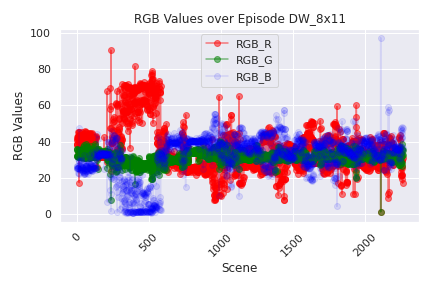 RGB Values over Episode DW_8x11
RGB_R
RGB_G
RGB_B
RGB Values
100
80
60
40
20
0
0
500
1000
1500
2000
Scene